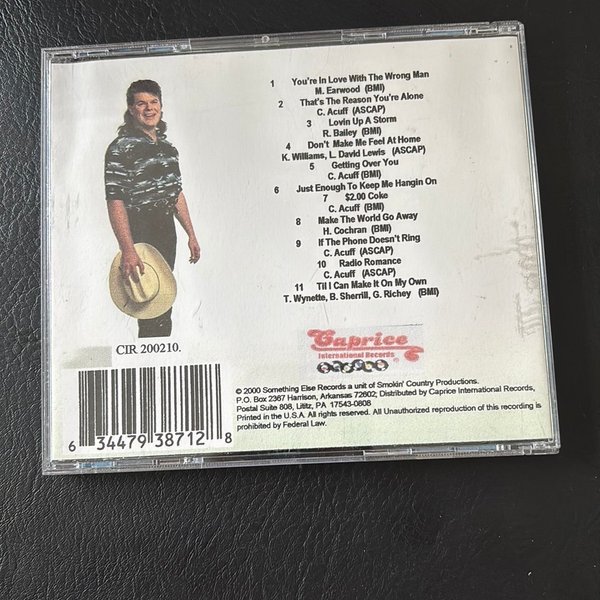 1 You're In Love With The Wrong Man
M. Earwood (BMI)
2 That's The Reason You're Alone
C. Acuff (ASCAP)
3 Lovin Up A Storm
R. Bailey (BMI)
4 Don't Make Me Feel At Home
K. Williams, L. David Lewis (ASCAP)
5 Getting Over You
C. Acuff (BMI)
6 Just Enough To Keep Me Hangin On
7 $2.00 Coke
C. Acuff (BMI)
8 Make The World Go Away
H. Cochran (BMI)
9 If The Phone Doesn't Ring
C. Acuff (ASCAP)
10 Radio Romance
C. Acuff (ASCAP)
11 Til I Can Make It On My Own
T. Wynette, B. Sherrill, G. Richey (BMI)
CIR 200210.
Caprice
International Records ®
© 2000 Something Else Records a unit of Smokin' Country Productions.
P.O. Box 2367 Harrison, Arkansas 72602; Distributed by Caprice International Records,
Postal Suite 808, Lititz, PA 17543-0808.
Printed in the U.S.A. All rights reserved. All Unauthorized reproduction of this recording is
prohibited by Federal Law.
6 34479 38712 8